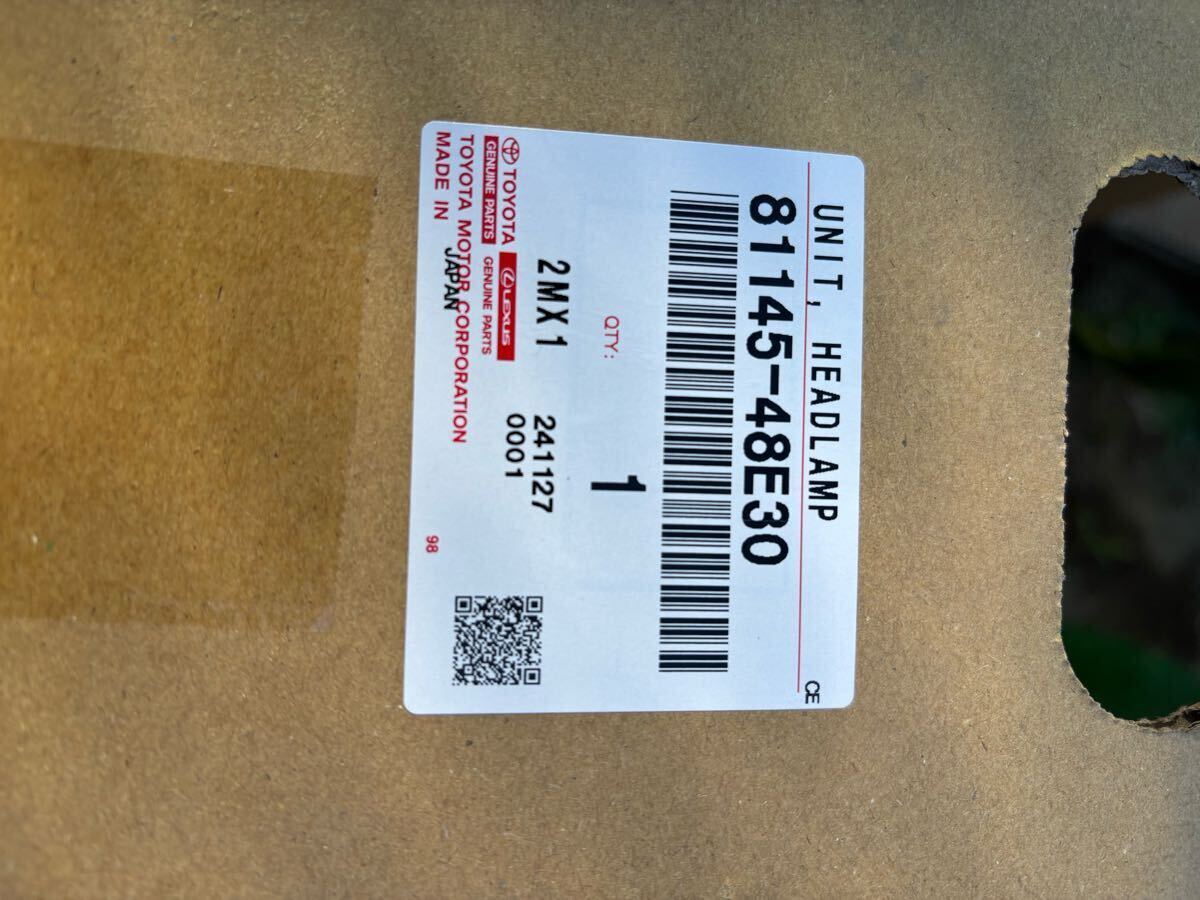 UNIT, HEADLAMP
CE
81145-48E30
QTY:
1
2MX1
241127
0001
TOYOTA
GENUINE PARTS
LEXUS
GENUINE PARTS
TOYOTA MOTOR CORPORATION
MADE IN JAPAN
98